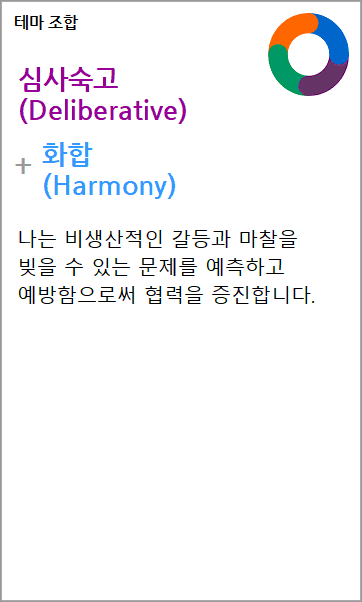 테마 조합
심사숙고
(Deliberative)
+ 화합
(Harmony)
나는 비생산적인 갈등과 마찰을
빚을 수 있는 문제를 예측하고
예방함으로써 협력을 증진합니다.